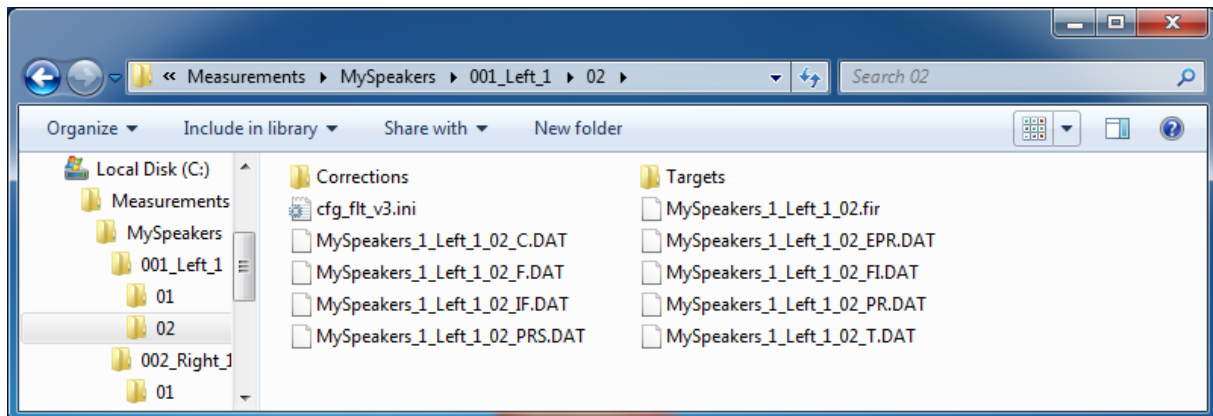 « Measurements ▸ MySpeakers ▸ 001_Left_1 ▸ 02 ▸
Search 02
Organize Include in library Share with New folder
Local Disk (C:)
Measurements
MySpeakers
001_Left_1
01
02
002_Right_1
01
Corrections Targets
cfg_flt_v3.ini MySpeakers_1_Left_1_02.fir
MySpeakers_1_Left_1_02_C.DAT MySpeakers_1_Left_1_02_EPR.DAT
MySpeakers_1_Left_1_02_F.DAT MySpeakers_1_Left_1_02_FI.DAT
MySpeakers_1_Left_1_02_IF.DAT MySpeakers_1_Left_1_02_PR.DAT
MySpeakers_1_Left_1_02_PRS.DAT MySpeakers_1_Left_1_02_T.DAT